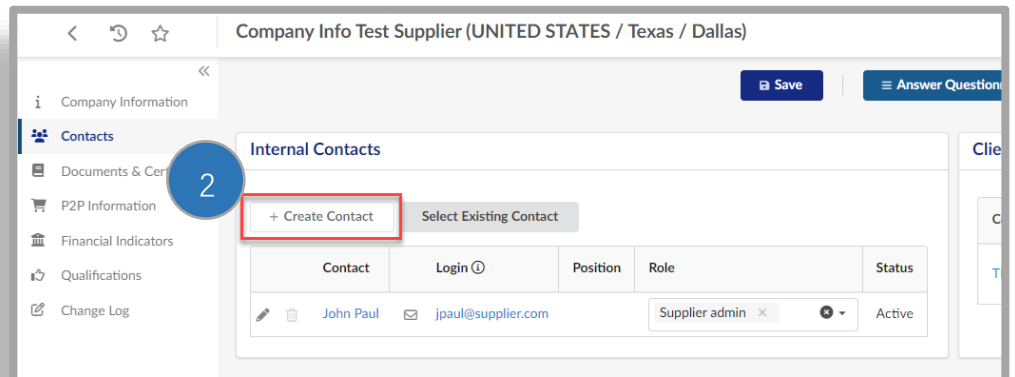 Company Info Test Supplier (UNITED STATES / Texas / Dallas)
i Company Information
Contacts
Documents & Cer
P2P Information
Financial Indicators
Qualifications
Change Log
2
Save
Answer Question
Internal Contacts
+ Create Contact
Select Existing Contact
Contact Login Position Role Status
John Paul jpaul@supplier.com Supplier admin × Active
Clie
C